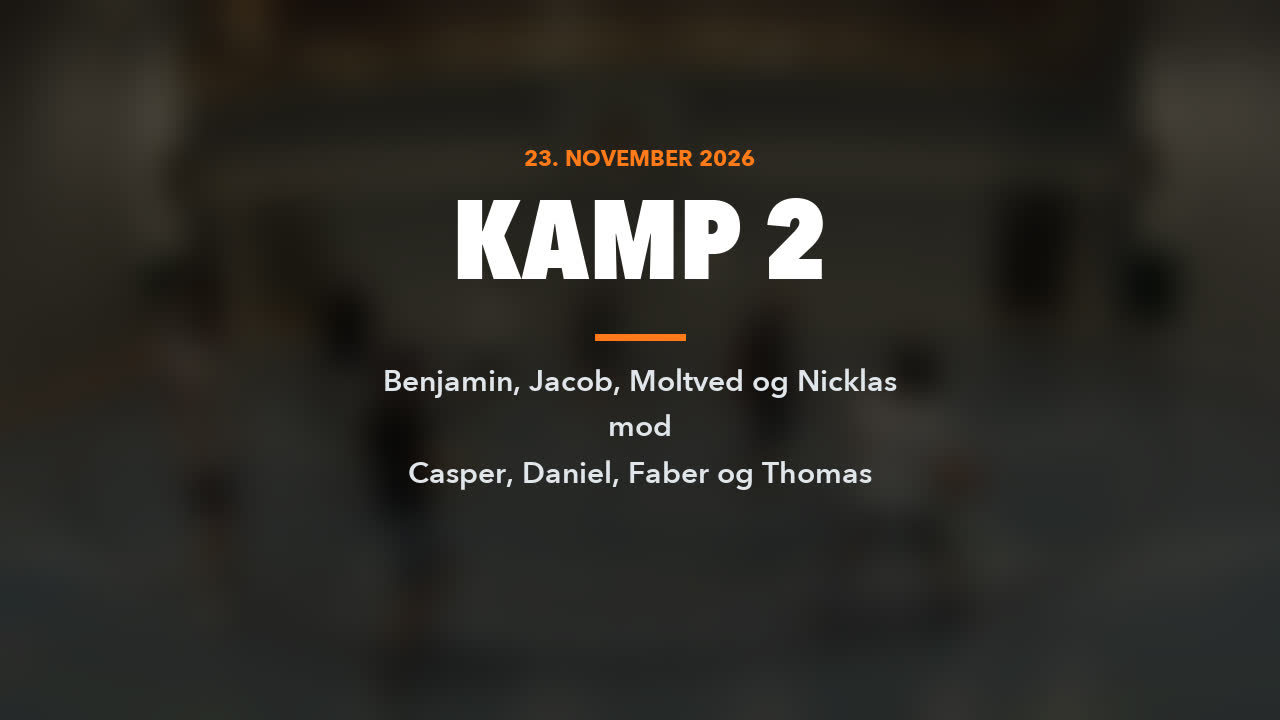 23. NOVEMBER 2026
KAMP 2
Benjamin, Jacob, Moltved og Nicklas
mod
Casper, Daniel, Faber og Thomas